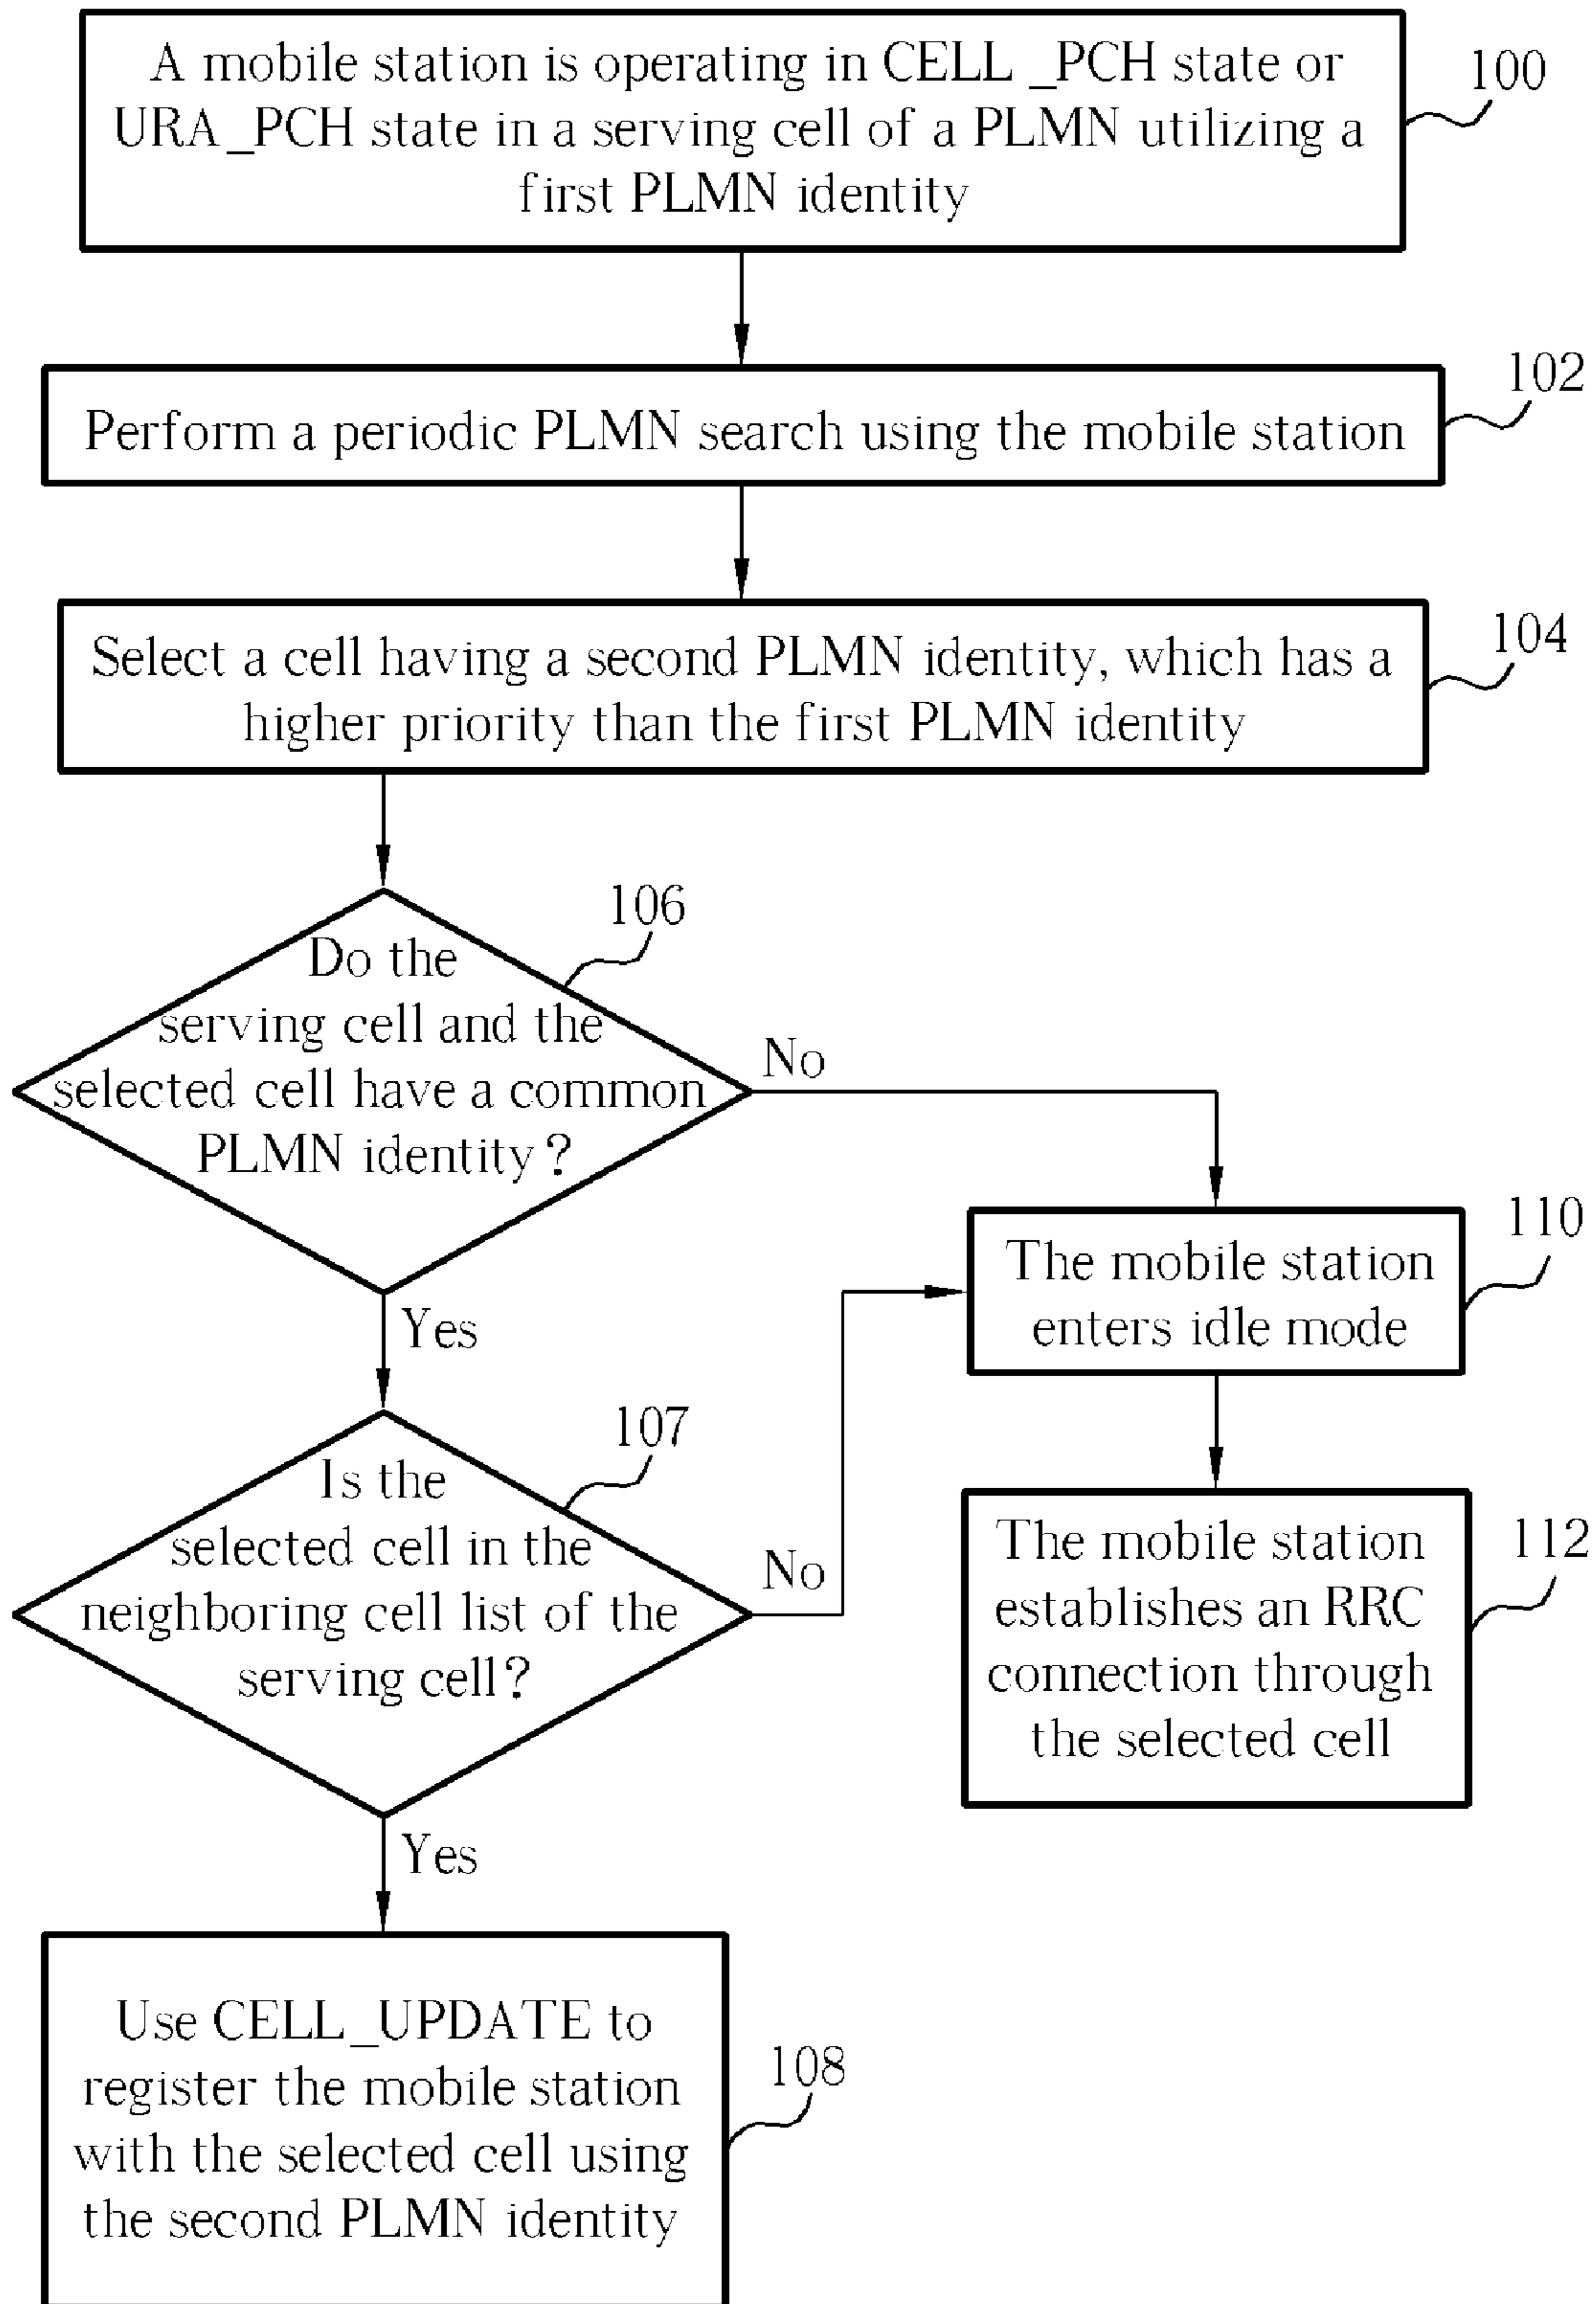 A mobile station is operating in CELL_PCH state or
URA_PCH state in a serving cell of a PLMN utilizing a
first PLMN identity
100
Perform a periodic PLMN search using the mobile station
102
Select a cell having a second PLMN identity, which has a
higher priority than the first PLMN identity
104
106
Do the
serving cell and the
selected cell have a common
PLMN identity?
No
Yes
110
The mobile station
enters idle mode
107
Is the
selected cell in the
neighboring cell list of the
serving cell?
No
Yes
112
The mobile station
establishes an RRC
connection through
the selected cell
Use CELL_UPDATE to
register the mobile station
with the selected cell using
the second PLMN identity
108